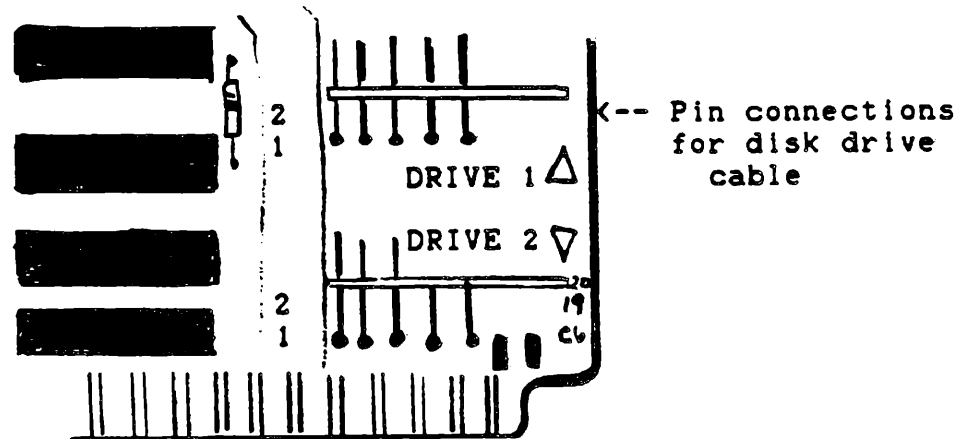 2
1
<-- Pin connections
for disk drive
cable
DRIVE 1
DRIVE 2
2
1
20
19
C6